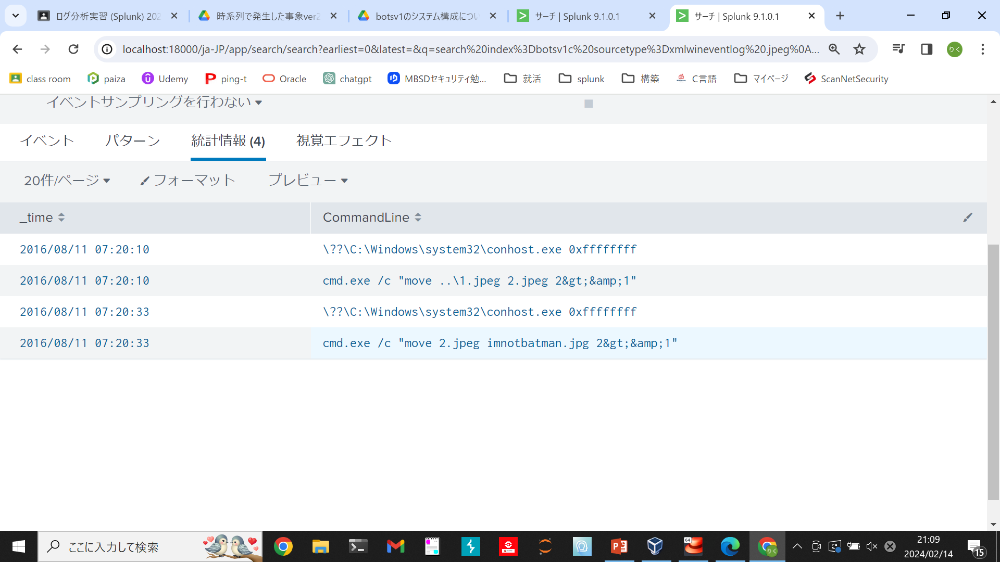 ログ分析実習 (Splunk) 202
時系列で発生した事象ver2
botsv1のシステム構成につい
サーチ | Splunk 9.1.0.1
サーチ | Splunk 9.1.0.1
localhost:18000/ja-JP/app/search/search?earliest=0&latest=&q=search%20index%3Dbotsv1c%20sourcetype%3Dxmlwineventlog%20.jpeg%0A...
りく
class room
paiza
Udemy
ping-t
Oracle
chatgpt
MBSDセキュリティ勉...
就活
splunk
構築
C言語
マイページ
ScanNetSecurity
イベントサンプリングを行わない
イベント
パターン
統計情報 (4)
視覚エフェクト
20件/ページ
フォーマット
プレビュー
_time
CommandLine
2016/08/11 07:20:10
\??\C:\Windows\system32\conhost.exe 0xffffffff
2016/08/11 07:20:10
cmd.exe /c "move ..\1.jpeg 2.jpeg 2&gt;&amp;1"
2016/08/11 07:20:33
\??\C:\Windows\system32\conhost.exe 0xffffffff
2016/08/11 07:20:33
cmd.exe /c "move 2.jpeg imnotbatman.jpg 2&gt;&amp;1"
ここに入力して検索
64
りく
21:09
2024/02/14
15